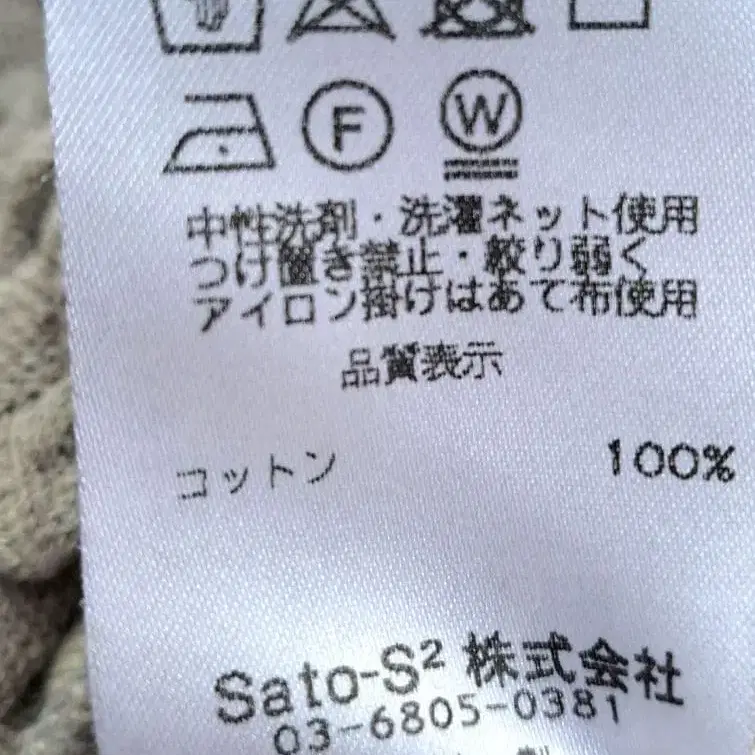 F W
中性洗剤・洗濯ネット使用
つけ置き禁止・絞り弱く
アイロン掛けはあて布使用
品質表示
コットン 100%
Sato-S² 株式会社
03-6805-0381